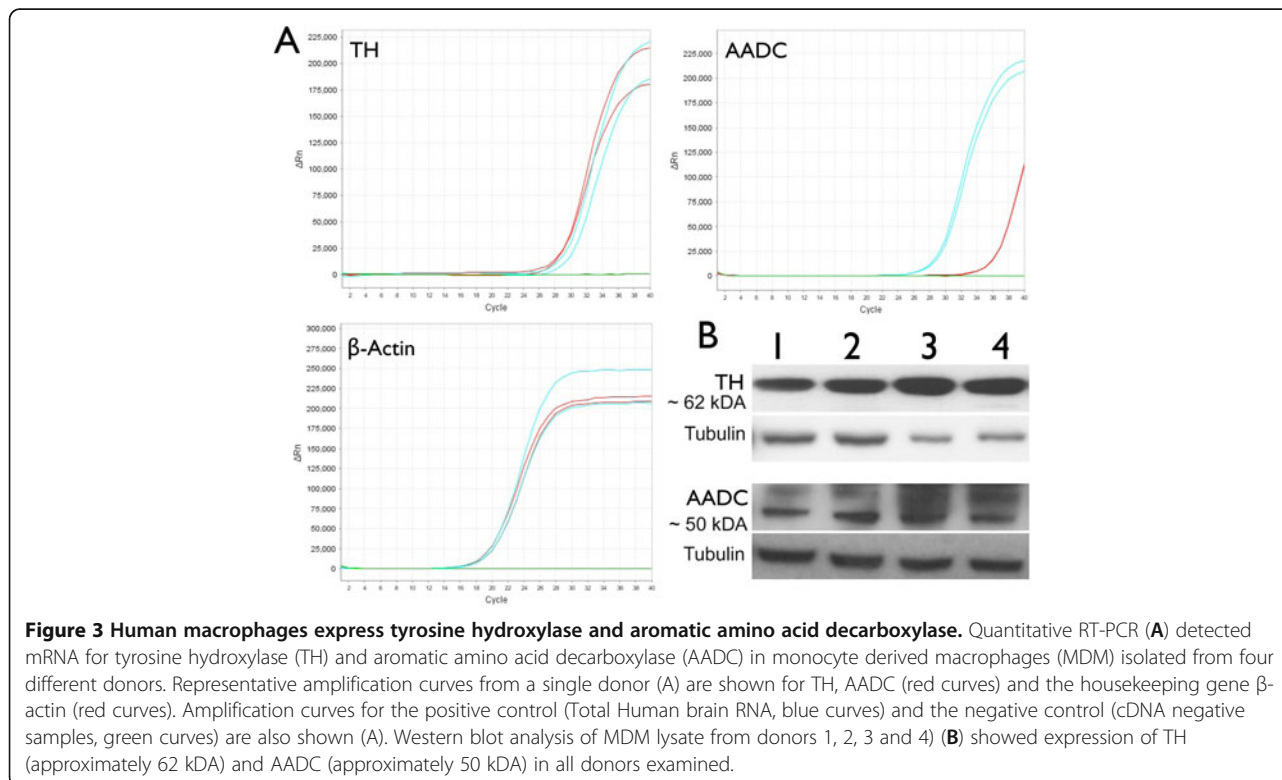 A
TH
225,000
200,000
175,000
150,000
125,000
100,000
75,000
50,000
25,000
0
ΔRn
2 4 6 8 10 12 14 16 18 20 22 24 26 28 30 32 34 36 38 40
Cycle
AADC
225,000
200,000
175,000
150,000
125,000
100,000
75,000
50,000
25,000
0
ΔRn
2 4 6 8 10 12 14 16 18 20 22 24 26 28 30 32 34 36 38 40
Cycle
β-Actin
300,000
275,000
250,000
225,000
200,000
175,000
150,000
125,000
100,000
75,000
50,000
25,000
0
ΔRn
2 4 6 8 10 12 14 16 18 20 22 24 26 28 30 32 34 36 38 40
Cycle
B
1 2 3 4
TH
~ 62 kDA
Tubulin
AADC
~ 50 kDA
Tubulin
Figure 3 Human macrophages express tyrosine hydroxylase and aromatic amino acid decarboxylase. Quantitative RT-PCR (A) detected
mRNA for tyrosine hydroxylase (TH) and aromatic amino acid decarboxylase (AADC) in monocyte derived macrophages (MDM) isolated from four
different donors. Representative amplification curves from a single donor (A) are shown for TH, AADC (red curves) and the housekeeping gene β-
actin (red curves). Amplification curves for the positive control (Total Human brain RNA, blue curves) and the negative control (cDNA negative
samples, green curves) are also shown (A). Western blot analysis of MDM lysate from donors 1, 2, 3 and 4) (B) showed expression of TH
(approximately 62 kDA) and AADC (approximately 50 kDA) in all donors examined.